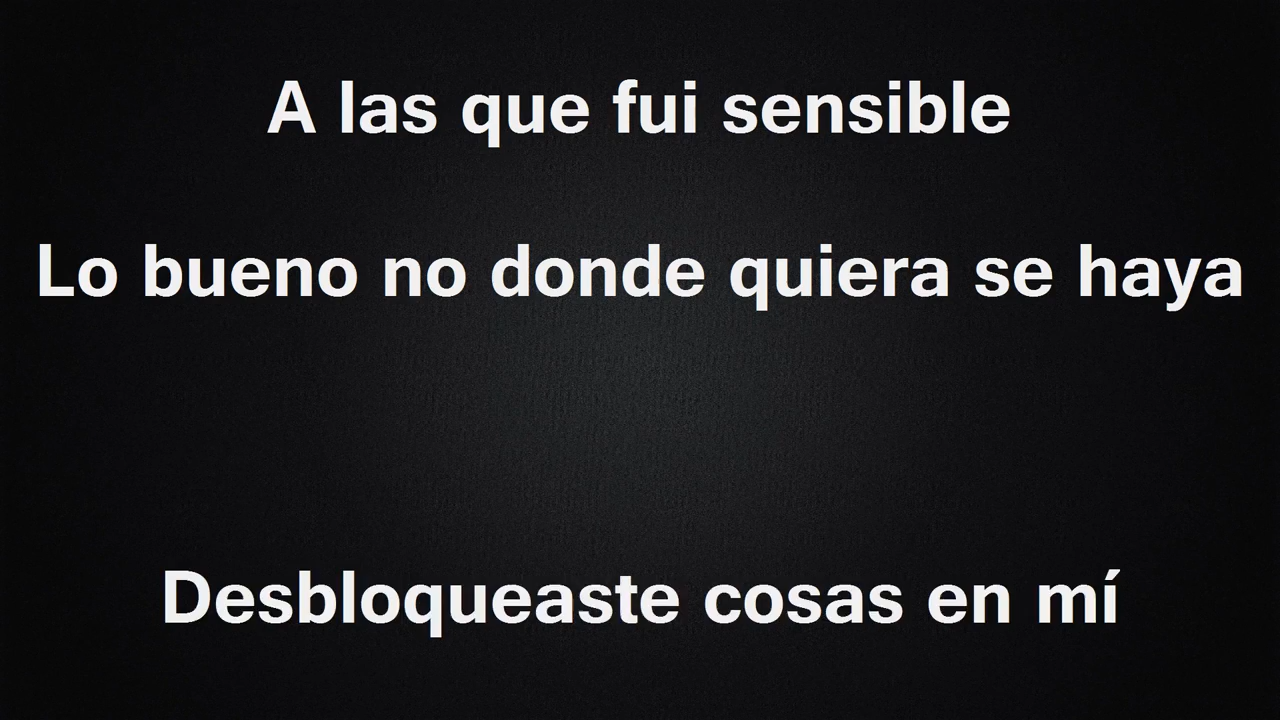 A las que fui sensible
Lo bueno no donde quiera se haya
Desbloqueaste cosas en mí